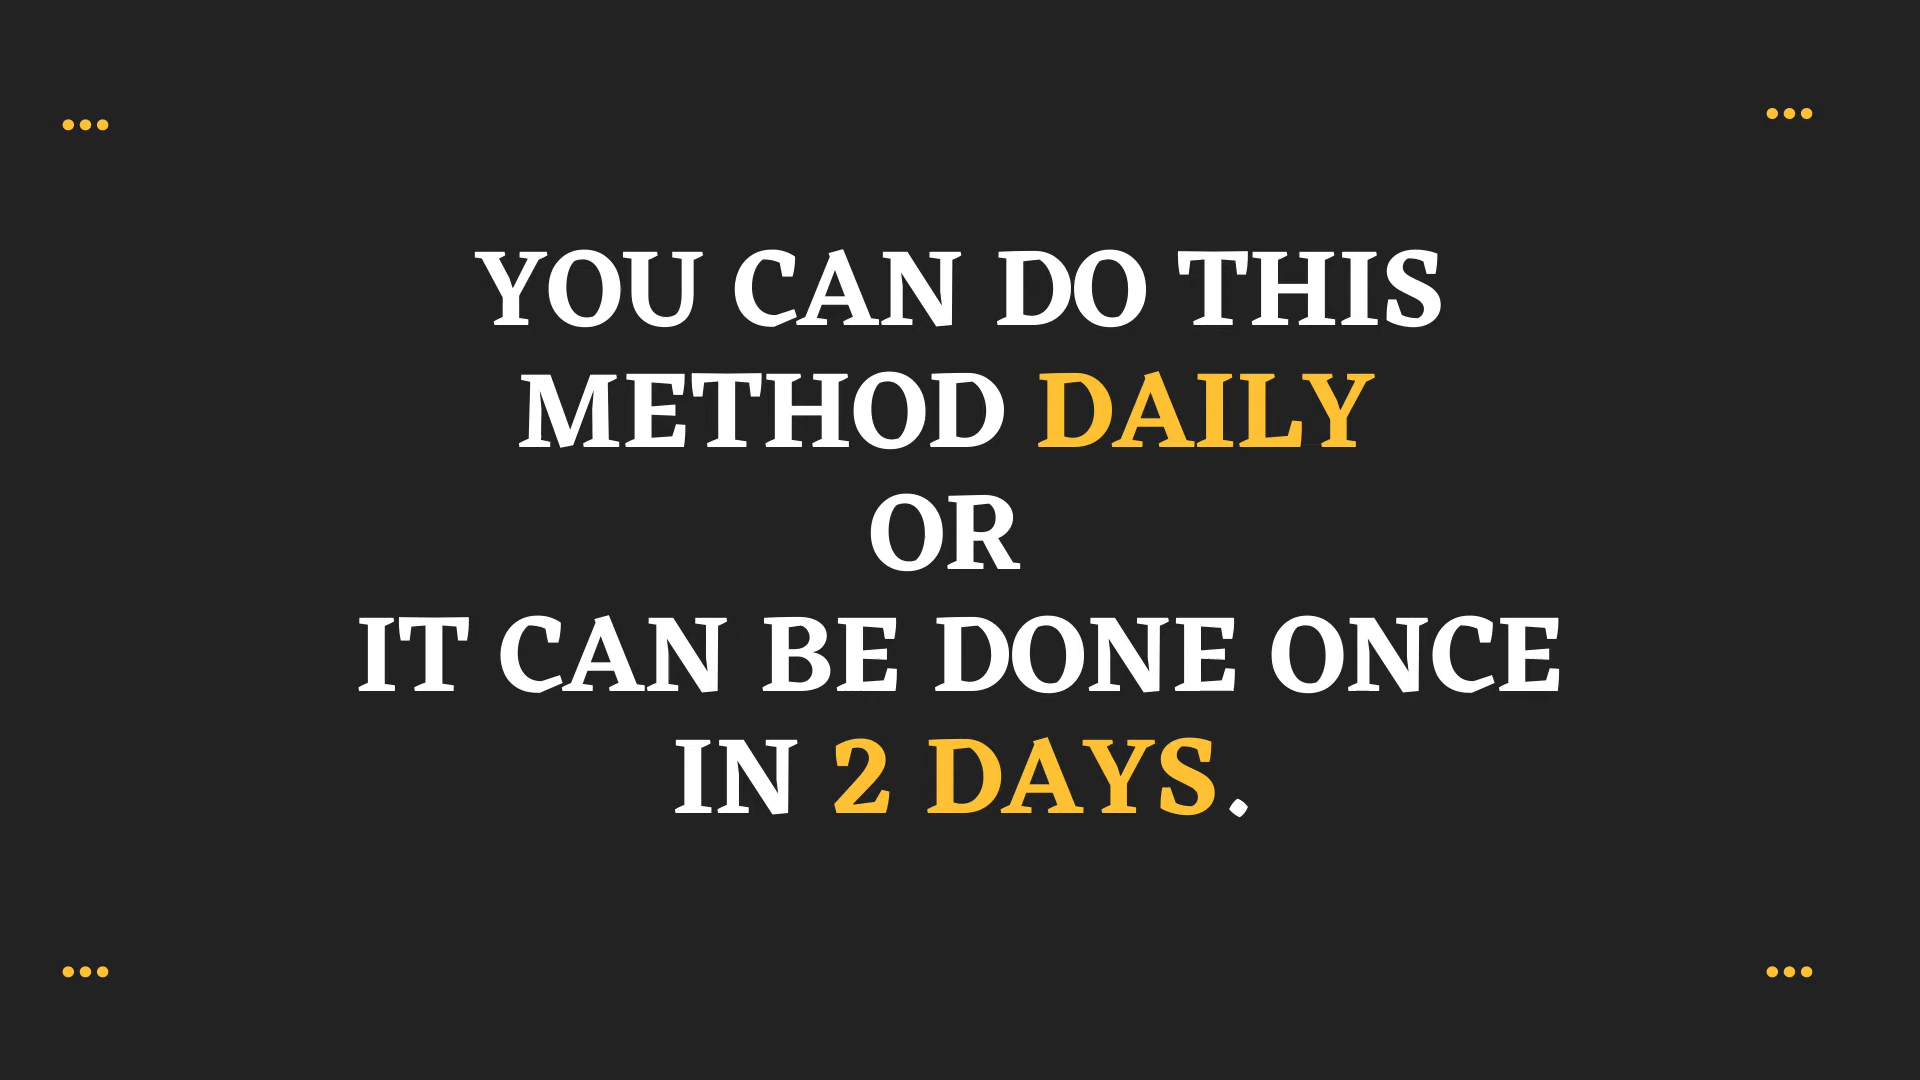 YOU CAN DO THIS
METHOD DAILY
OR
IT CAN BE DONE ONCE
IN 2 DAYS.